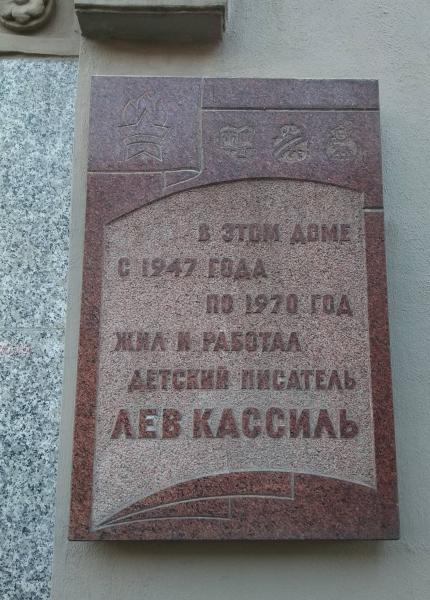 В ЭТОМ ДОМЕ
С 1947 ГОДА
ПО 1970 ГОД
ЖИЛ И РАБОТАЛ
ДЕТСКИЙ ПИСАТЕЛЬ
ЛЕВ КАССИЛЬ